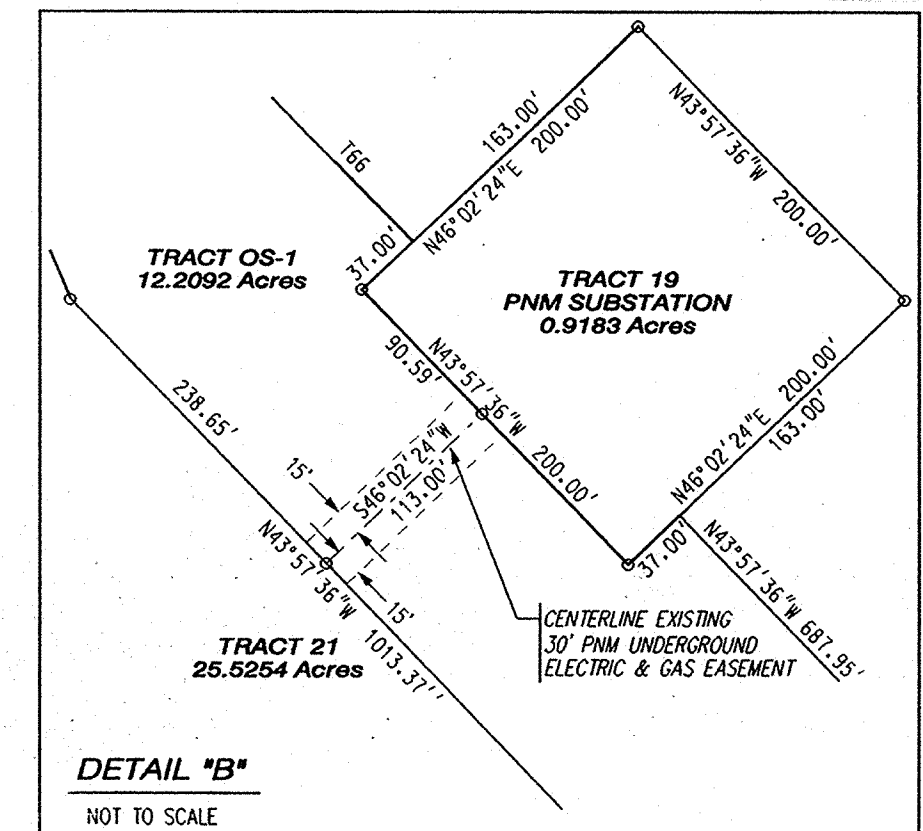 163.00'
N46°02'24"E 200.00'
N43°57'36"W 200.00'
T66
37.00'
TRACT OS-1
12.2092 Acres
TRACT 19
PNM SUBSTATION
0.9183 Acres
N43°57'36"W
90.59'
200.00'
N46°02'24"E 200.00'
163.00'
238.65'
15'
S46°02'24"W
113.00'
37.00'
N43°57'36"W 687.95'
N43°57'36"W
1013.37''
15'
CENTERLINE EXISTING
30' PNM UNDERGROUND
ELECTRIC & GAS EASEMENT
TRACT 21
25.5254 Acres
DETAIL "B"
NOT TO SCALE